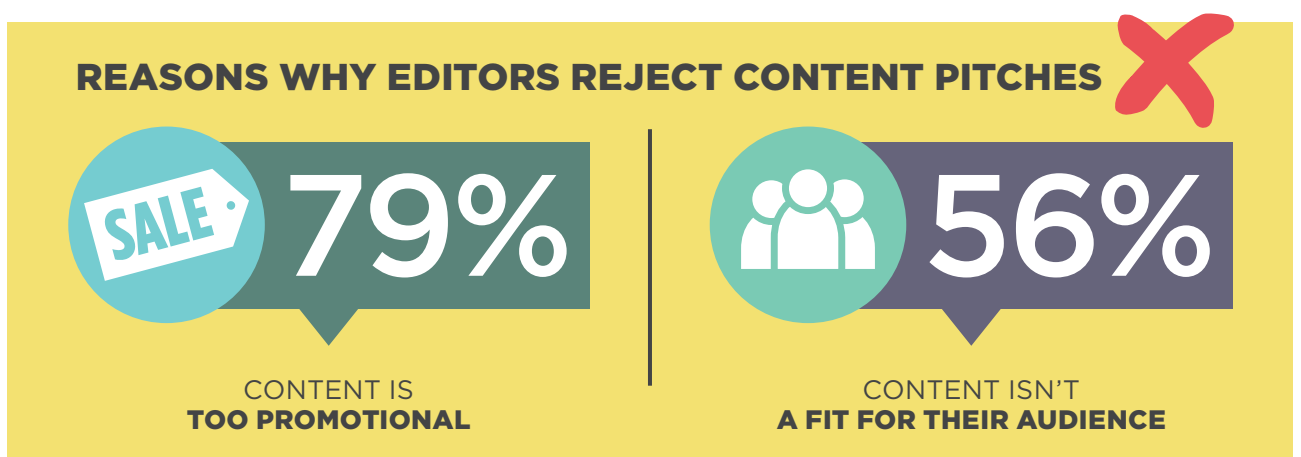 REASONS WHY EDITORS REJECT CONTENT PITCHES
SALE
79%
CONTENT IS
TOO PROMOTIONAL
56%
CONTENT ISN'T
A FIT FOR THEIR AUDIENCE